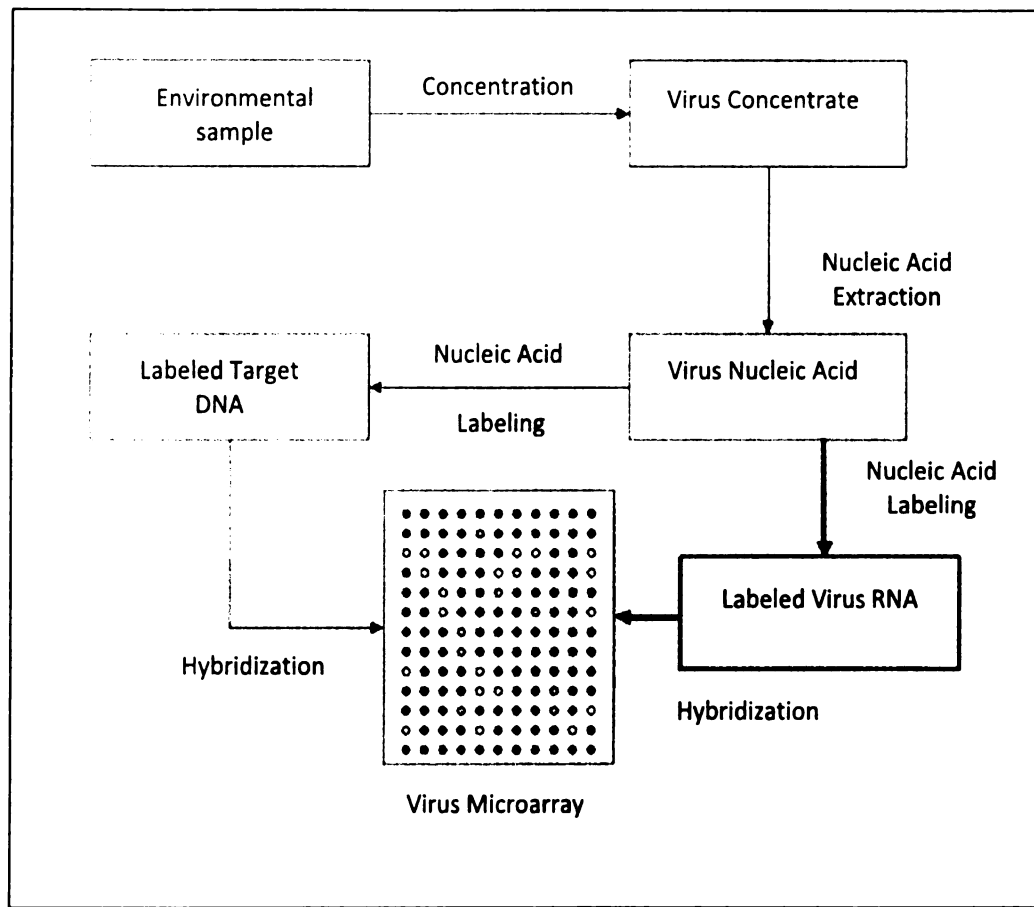 Environmental
sample
Concentration
Virus Concentrate
Nucleic Acid
Extraction
Labeled Target
DNA
Nucleic Acid
Labeling
Virus Nucleic Acid
Nucleic Acid
Labeling
Labeled Virus RNA
Hybridization
Hybridization
Virus Microarray